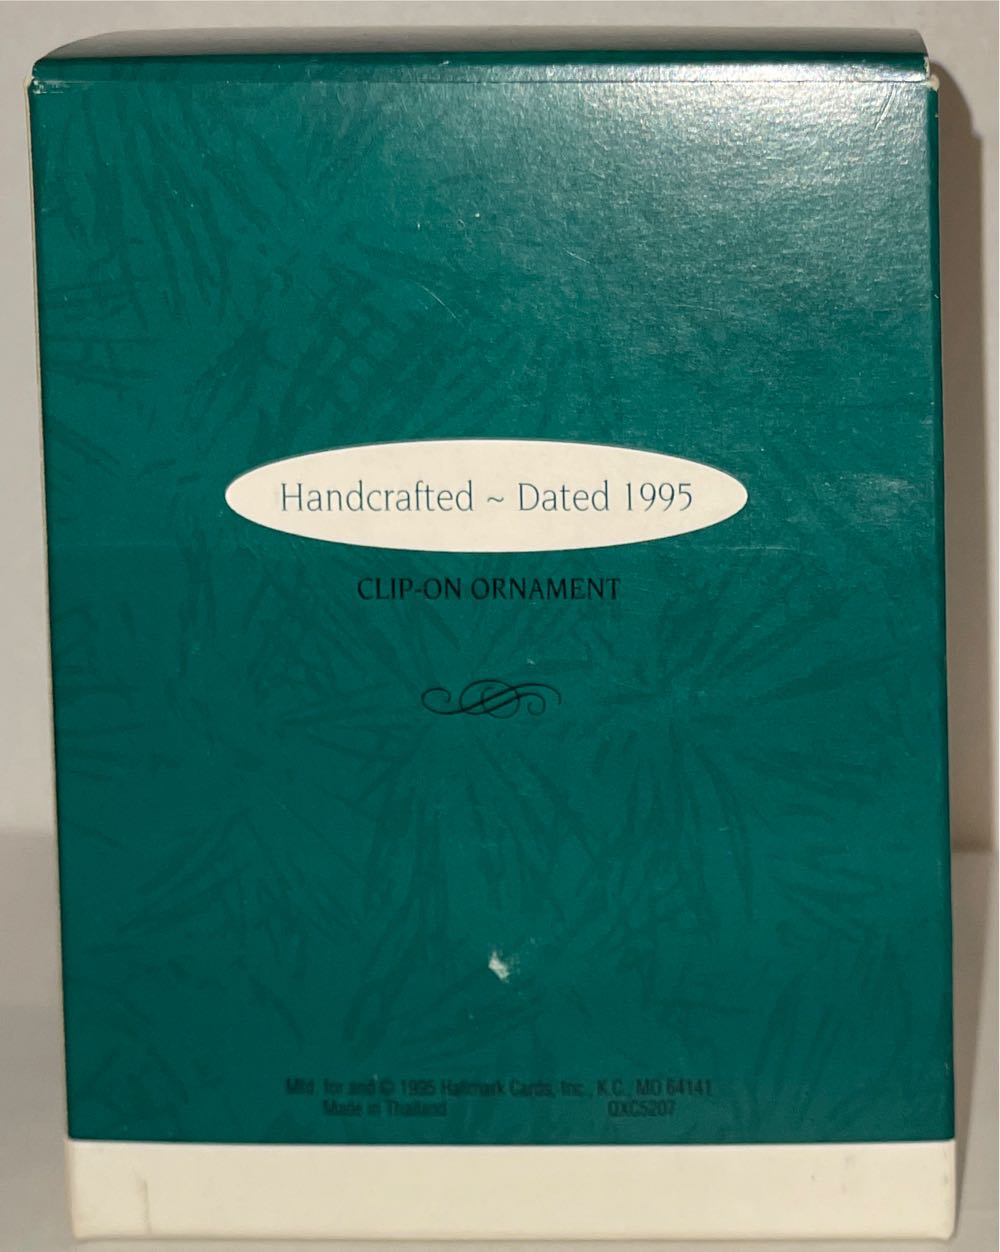 Handcrafted ~ Dated 1995
CLIP-ON ORNAMENT
Mfd. for and © 1995 Hallmark Cards, Inc., K.C., MO 64141
Made in Thailand QXC5207